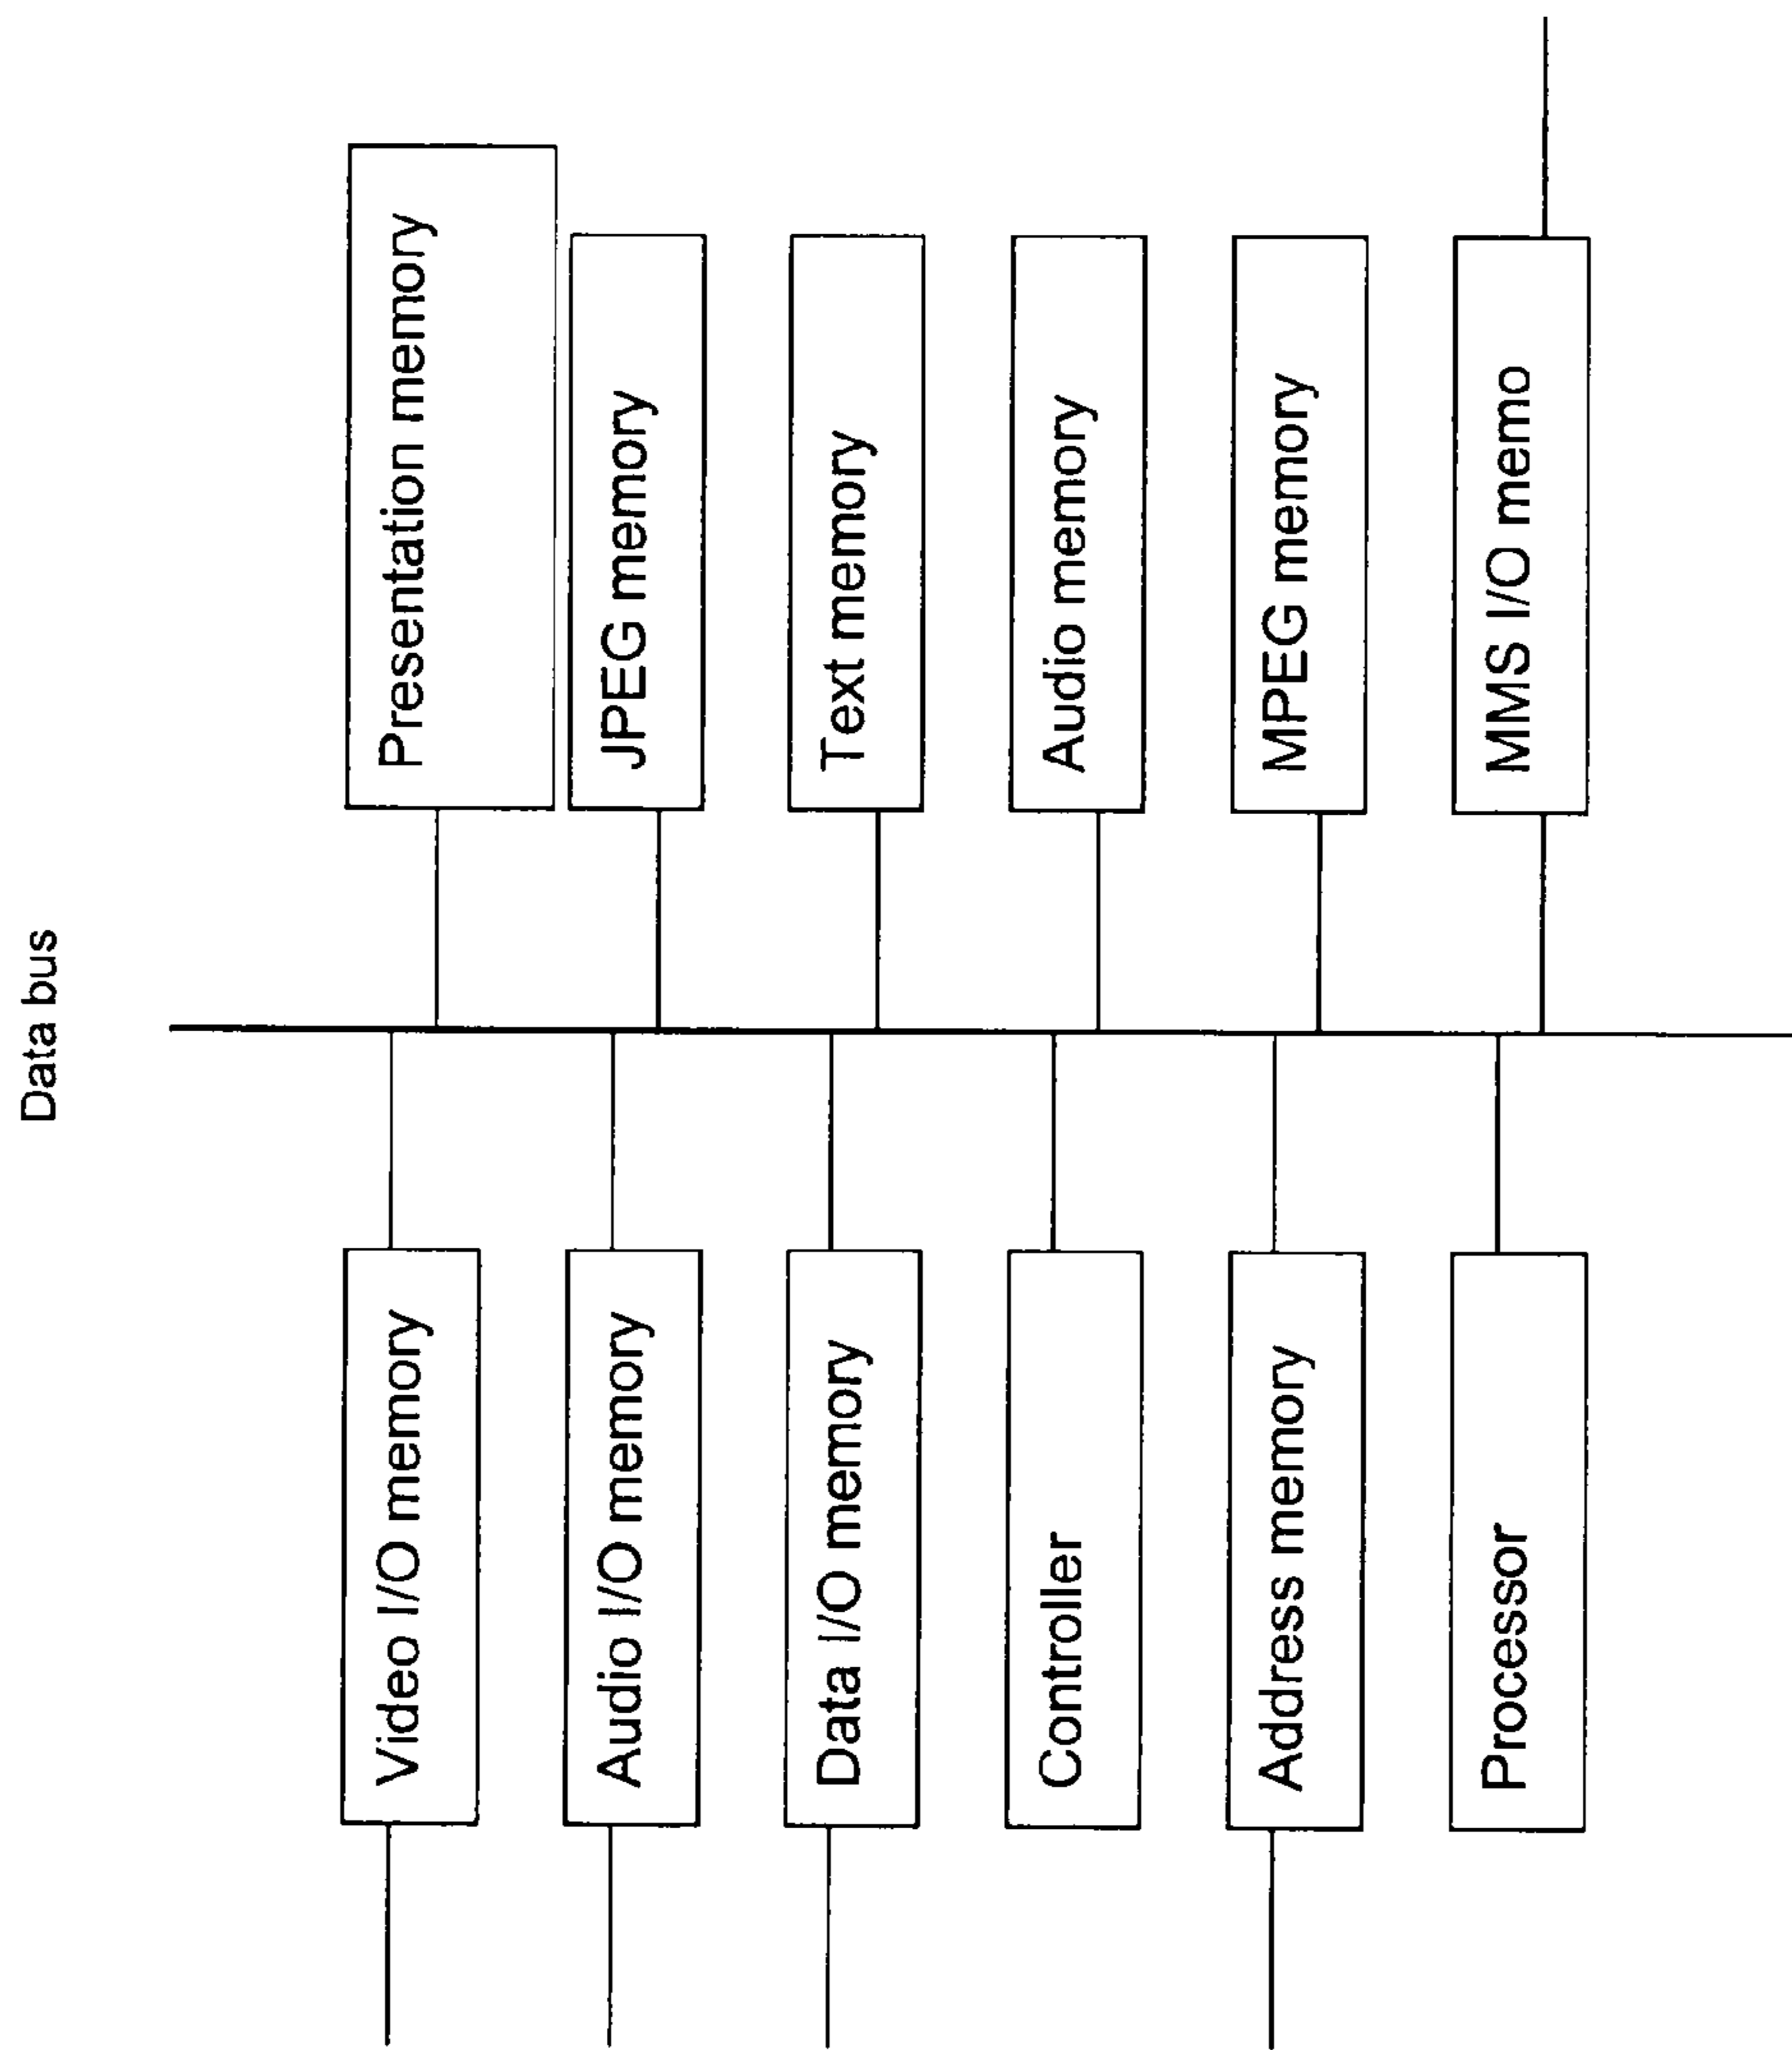 Data bus
Video I/O memory
Presentation memory
Audio I/O memory
JPEG memory
Data I/O memory
Text memory
Controller
Audio memory
Address memory
MPEG memory
Processor
MMS I/O memo